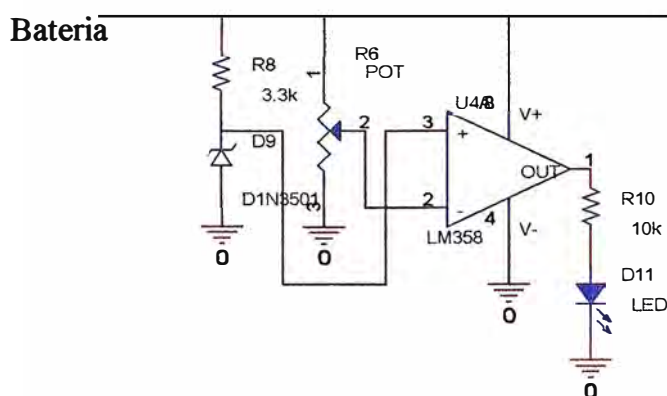 Bateria
R8
3.3k
D9
D1N3501
0
1
R6
POT
2
3
0
3
+
2
-
U4A
8
V+
OUT
1
LM358
4
V-
0
R10
10k
D11
LED
0